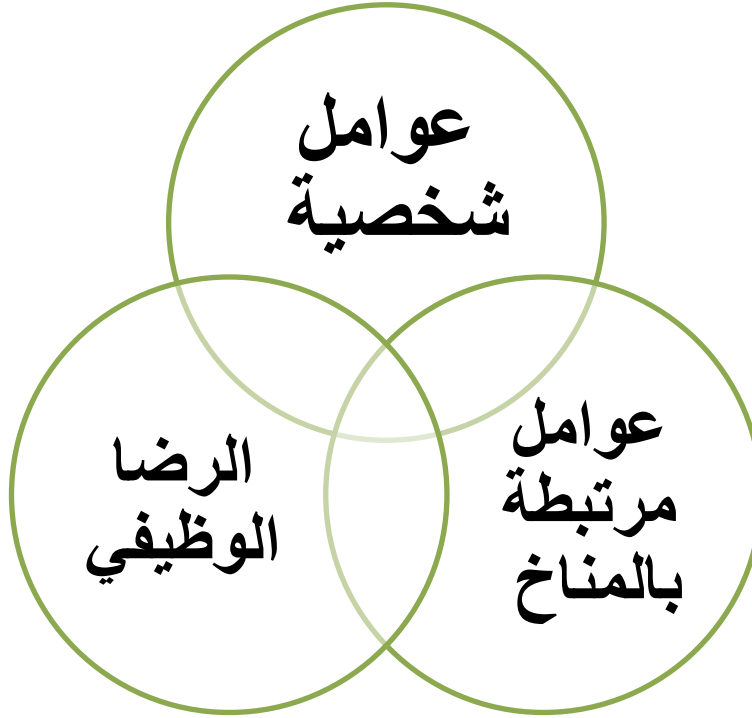 عوامل
شخصية
عوامل
مرتبطة
بالمناخ
الرضا
الوظيفي